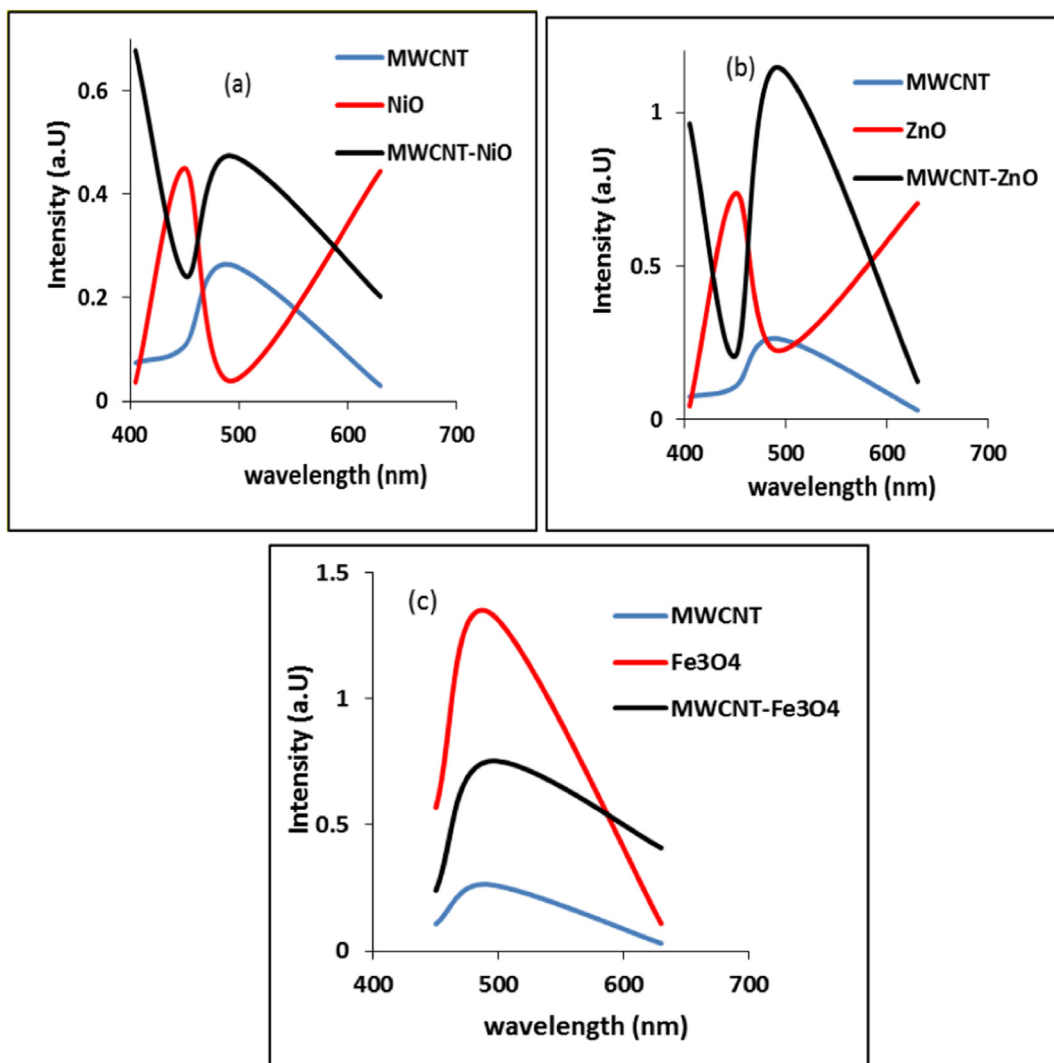 (a)
MWCNT
NiO
MWCNT-NiO
Intensity (a.U)
0.6
0.4
0.2
0
400 500 600 700
wavelength (nm)
(b)
MWCNT
ZnO
MWCNT-ZnO
Intensity (a.U)
1
0.5
0
400 500 600 700
wavelength (nm)
(c)
MWCNT
Fe3O4
MWCNT-Fe3O4
Intensity (a.U)
1.5
1
0.5
0
400 500 600 700
wavelength (nm)